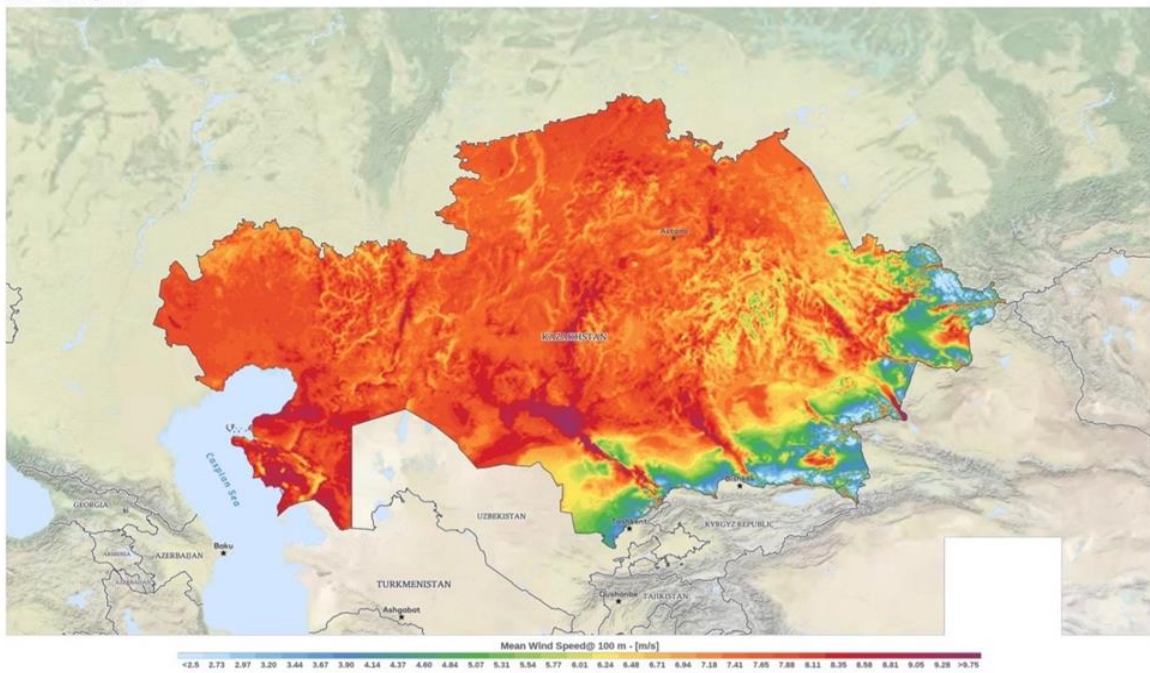 Astana
KAZAKHSTAN
Caspian Sea
Bishkek
GEORGIA
Tashkent
UZBEKISTAN
KYRGYZ REPUBLIC
ARMENIA
AZERBAIJAN
Baku
TURKMENISTAN
Dushanbe
TAJIKISTAN
Ashgabat
Mean Wind Speed@ 100 m - [m/s]
<2.5 2.73 2.97 3.20 3.44 3.67 3.90 4.14 4.37 4.60 4.84 5.07 5.31 5.54 5.77 6.01 6.24 6.48 6.71 6.94 7.18 7.41 7.65 7.88 8.11 8.35 8.58 8.81 9.05 9.28 >9.75